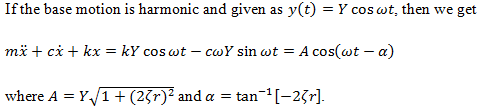 If the base motion is harmonic and given as y(t) = Y cos ωt, then we get
mẍ + cẋ + kx = kY cos ωt − cωY sin ωt = A cos(ωt − α)
where A = Y√1 + (2ζr)² and α = tan⁻¹[−2ζr].